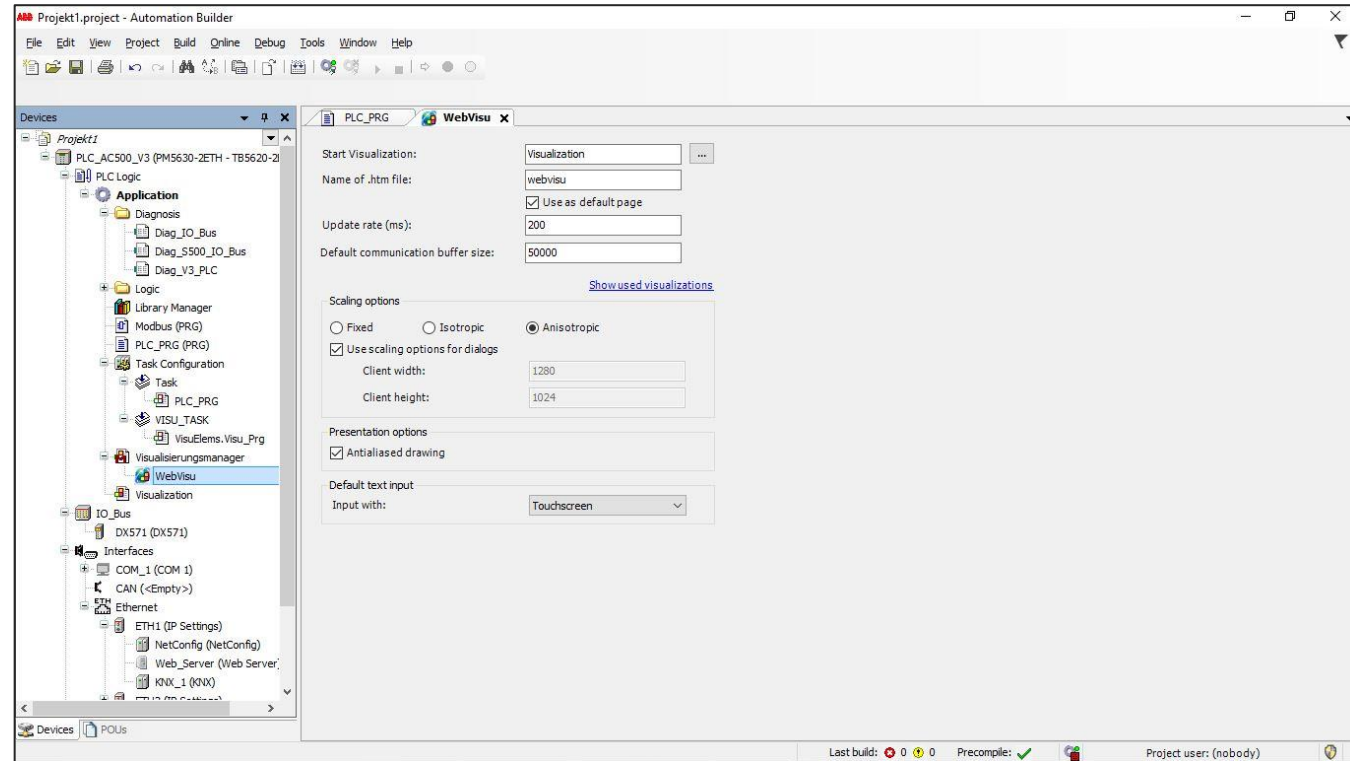 ABB Projekt1.project - Automation Builder
File Edit View Project Build Online Debug Tools Window Help
Devices
Projekt1
PLC_AC500_V3 (PM5630-2ETH - TB5620-2
PLC Logic
Application
Diagnosis
Diag_IO_Bus
Diag_S500_IO_Bus
Diag_V3_PLC
Logic
Library Manager
Modbus (PRG)
PLC_PRG (PRG)
Task Configuration
Task
PLC_PRG
VISU_TASK
VisuElems.Visu_Prg
Visualisierungsmanager
WebVisu
Visualization
IO_Bus
DX571 (DX571)
Interfaces
COM_1 (COM 1)
CAN (<Empty>)
ETH Ethernet
ETH1 (IP Settings)
NetConfig (NetConfig)
Web_Server (Web Server)
KNX_1 (KNX)
Devices POUs
PLC_PRG WebVisu
Start Visualization: Visualization ...
Name of .htm file: webvisu
Use as default page
Update rate (ms): 200
Default communication buffer size: 50000
Show used visualizations
Scaling options
Fixed Isotropic Anisotropic
Use scaling options for dialogs
Client width: 1280
Client height: 1024
Presentation options
Antialiased drawing
Default text input
Input with: Touchscreen
Last build: 0 0 Precompile: Project user: (nobody)